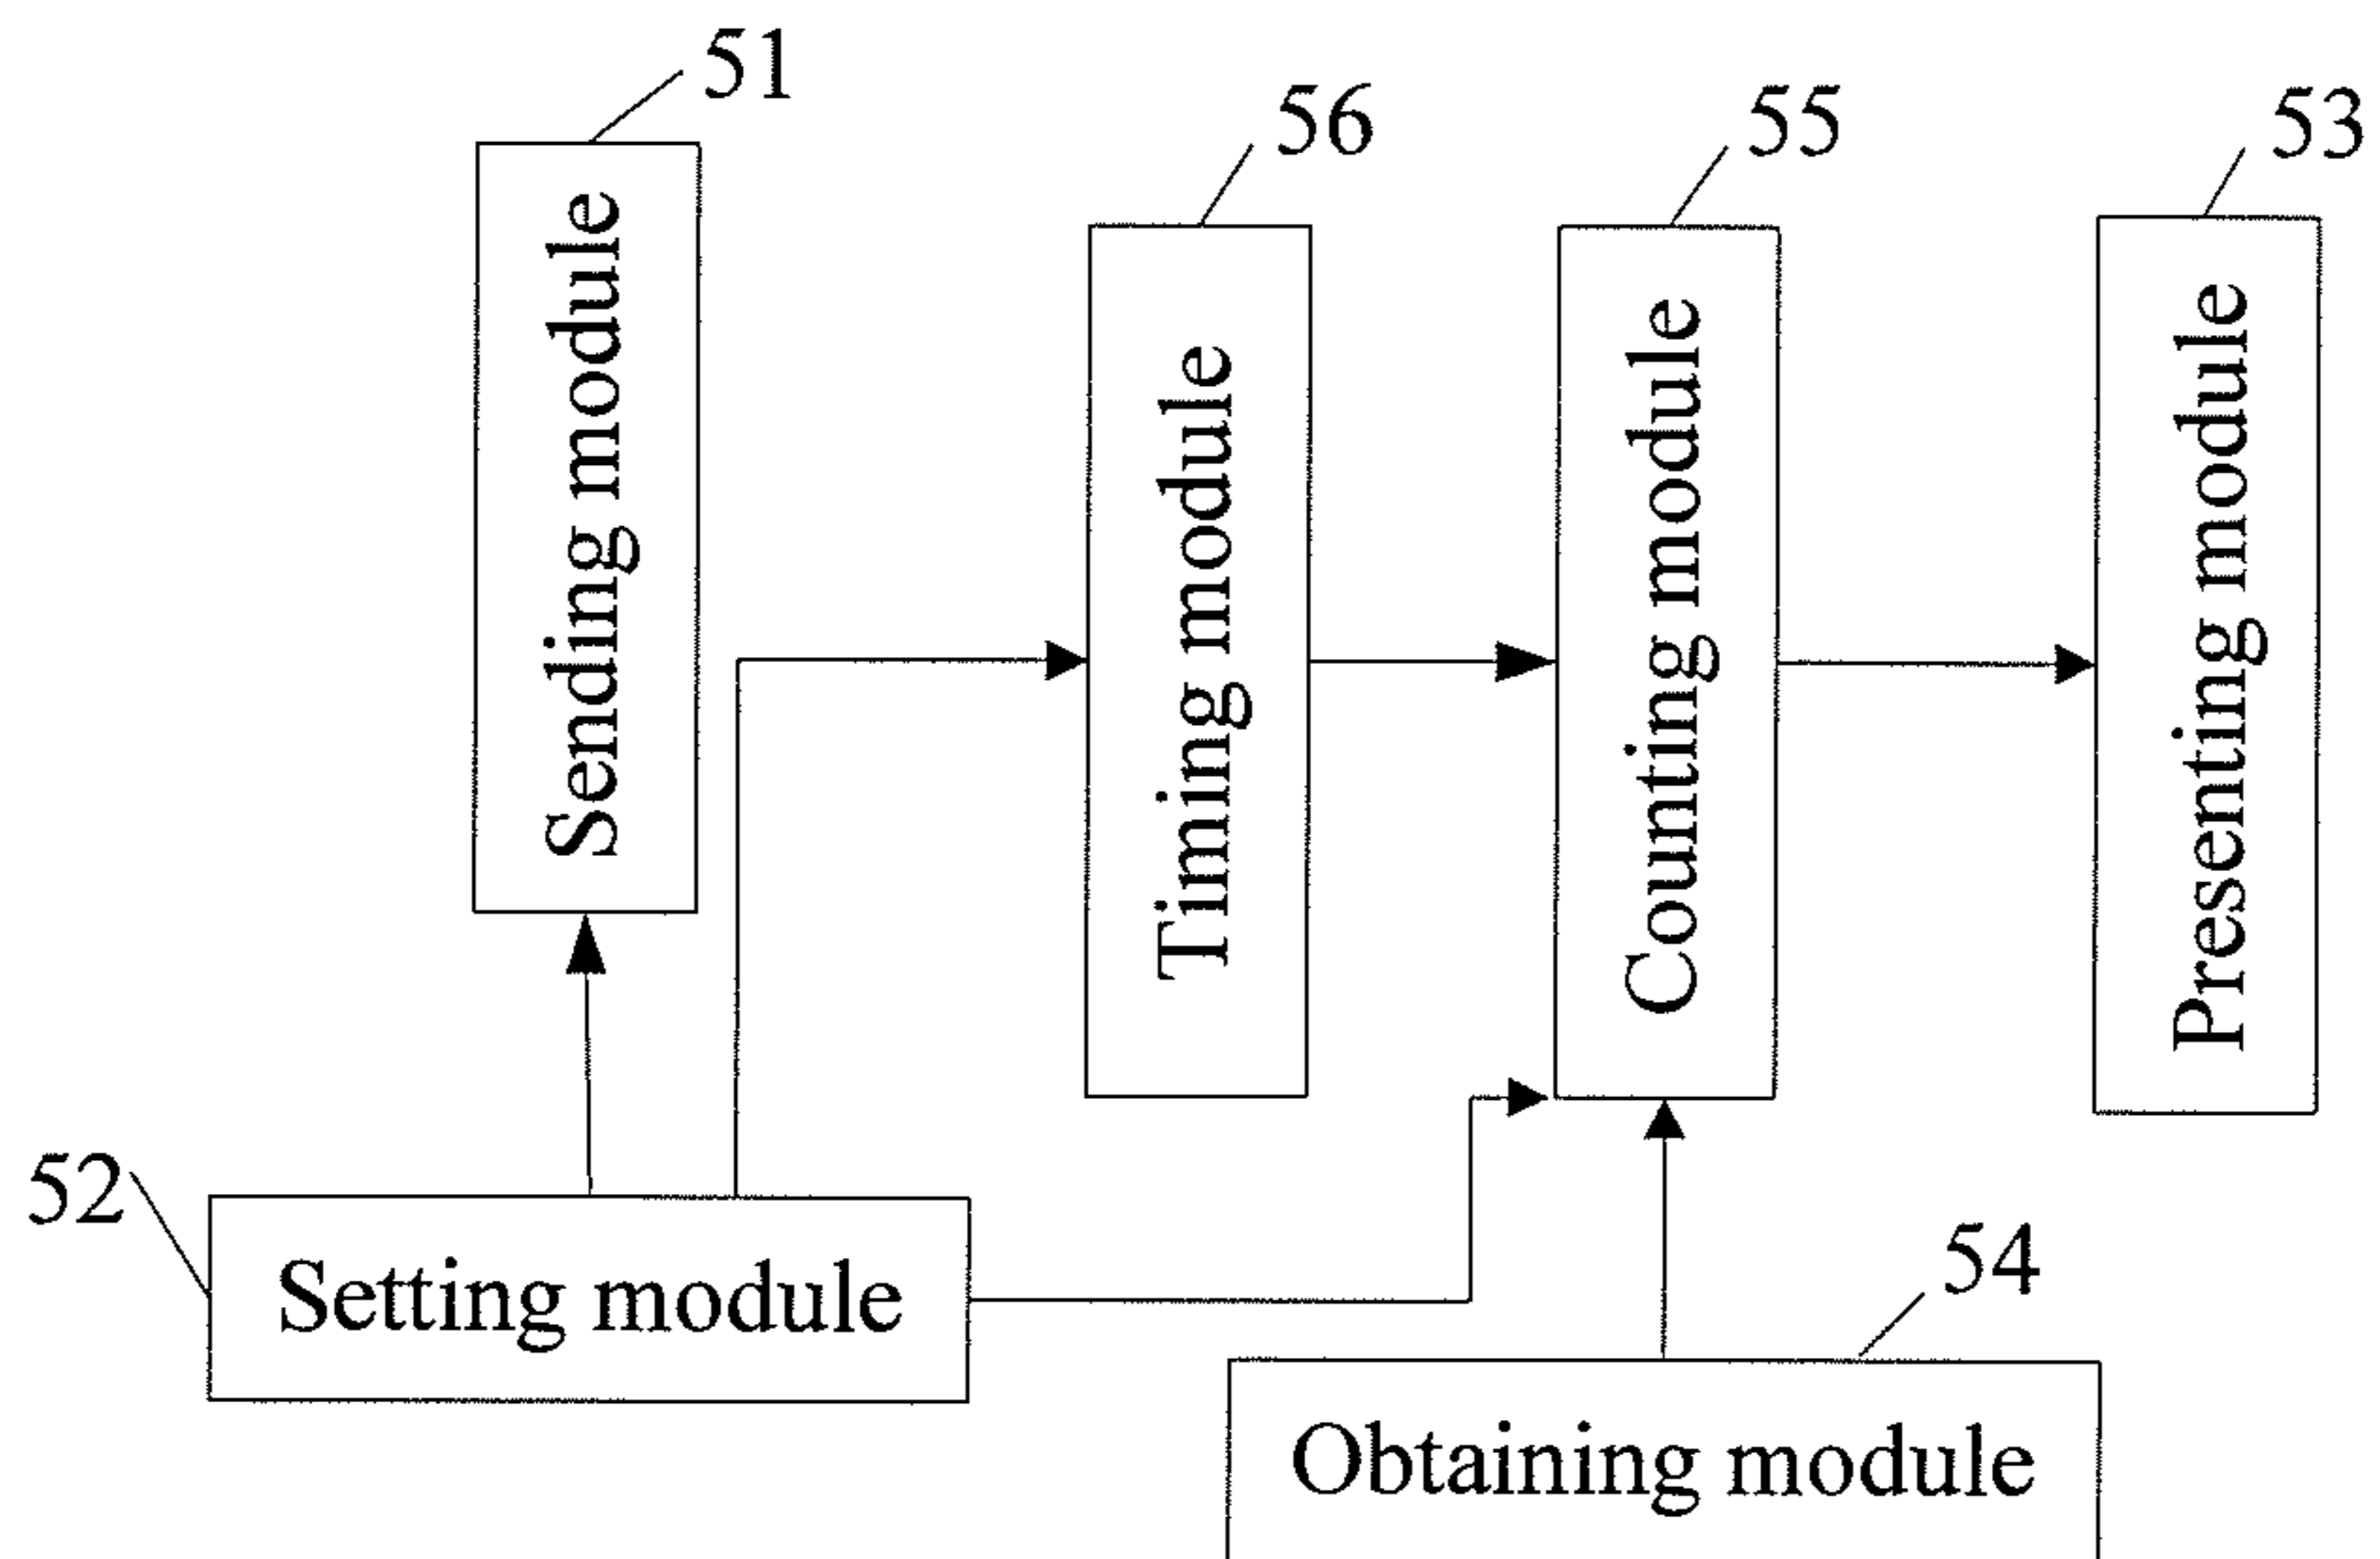 51
56
55
53
Sending module
Timing module
Counting module
Presenting module
52
Setting module
54
Obtaining module